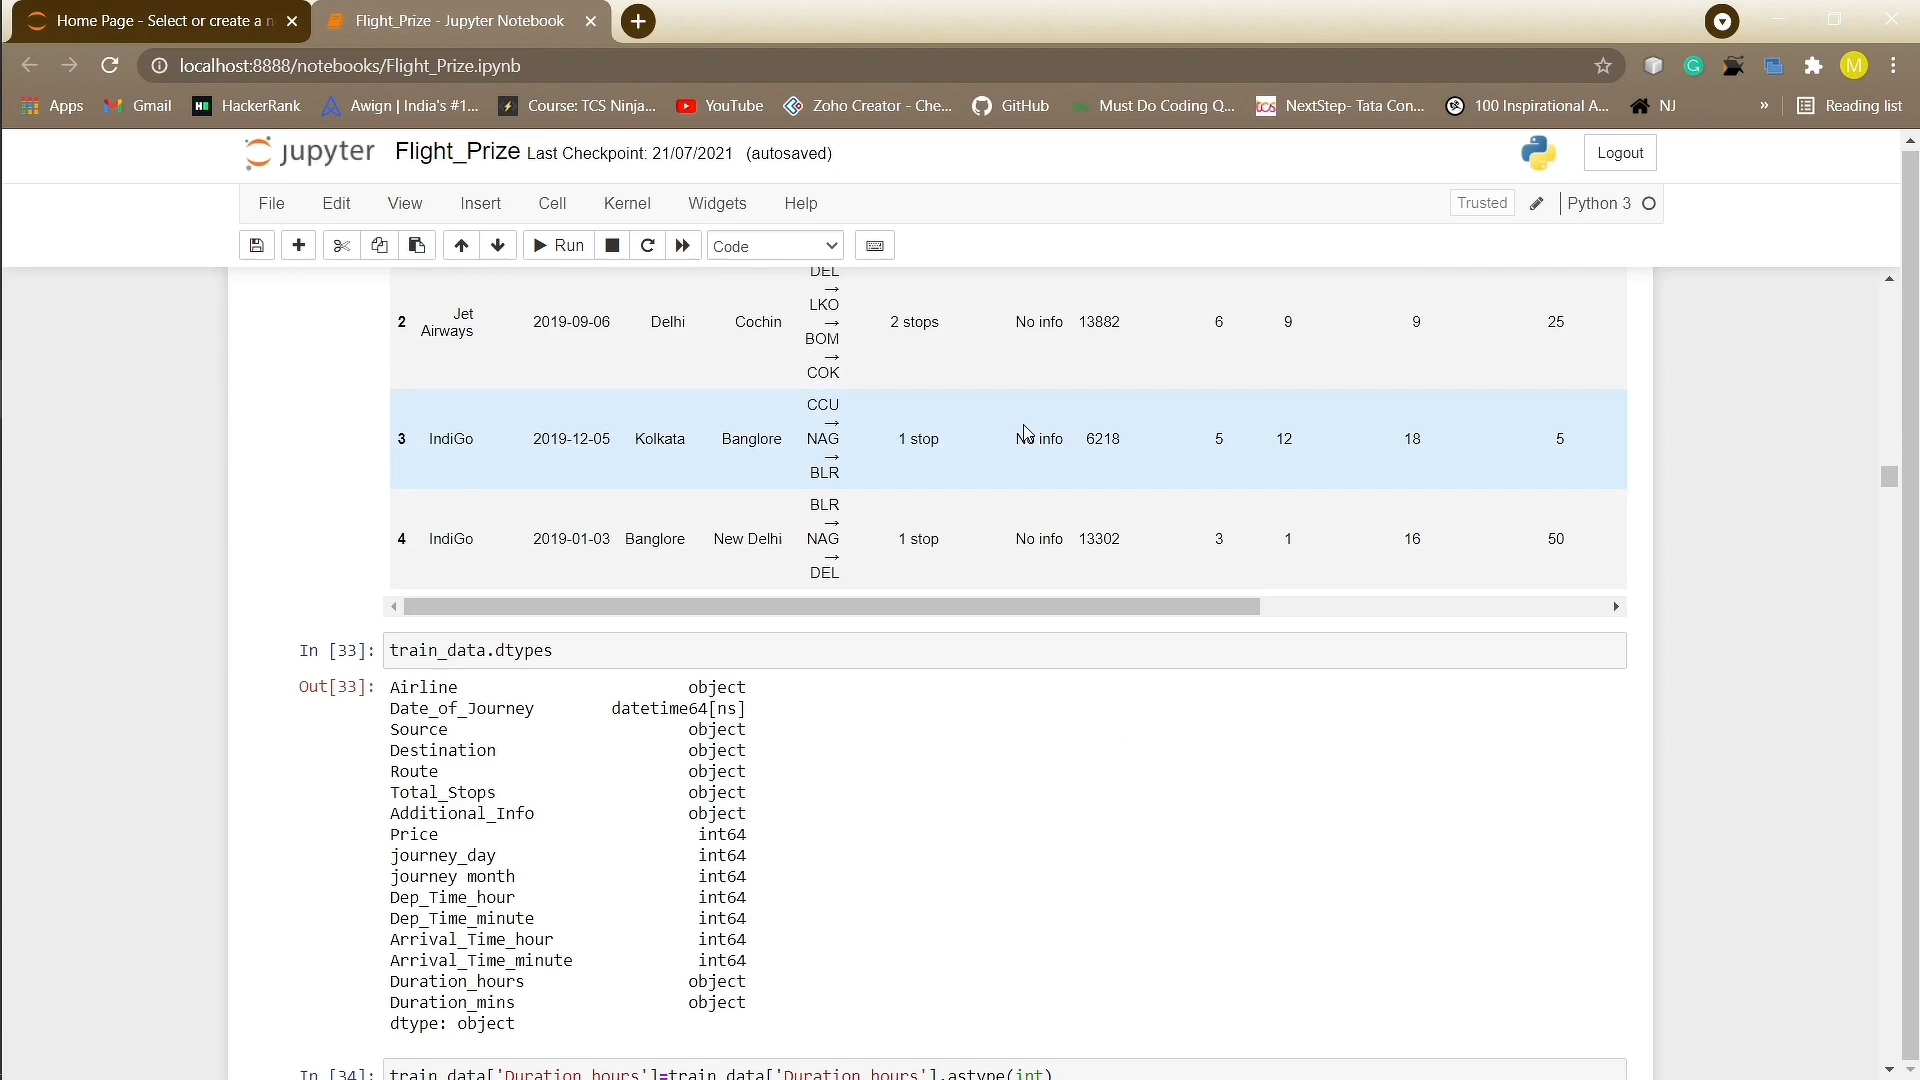 Home Page - Select or create a n
Flight_Prize - Jupyter Notebook
localhost:8888/notebooks/Flight_Prize.ipynb
M
Apps
Gmail
HackerRank
Awign | India's #1...
Course: TCS Ninja...
YouTube
Zoho Creator - Che...
GitHub
Must Do Coding Q...
NextStep- Tata Con...
100 Inspirational A...
NJ
»
Reading list
jupyter Flight_Prize Last Checkpoint: 21/07/2021 (autosaved)
Logout
File Edit View Insert Cell Kernel Widgets Help
Trusted
Python 3
Run
Code
DEL
→
LKO
2 Jet Airways 2019-09-06 Delhi Cochin → 2 stops No info 13882 6 9 9 25
BOM
→
COK
CCU
→
3 IndiGo 2019-12-05 Kolkata Banglore NAG 1 stop No info 6218 5 12 18 5
→
BLR
BLR
→
4 IndiGo 2019-01-03 Banglore New Delhi NAG 1 stop No info 13302 3 1 16 50
→
DEL
In [33]: train_data.dtypes
Out[33]: Airline object
Date_of_Journey datetime64[ns]
Source object
Destination object
Route object
Total_Stops object
Additional_Info object
Price int64
journey_day int64
journey month int64
Dep_Time_hour int64
Dep_Time_minute int64
Arrival_Time_hour int64
Arrival_Time_minute int64
Duration_hours object
Duration_mins object
dtype: object
In [34]: train_data['Duration_hours']=train_data['Duration_hours'].astype(int)